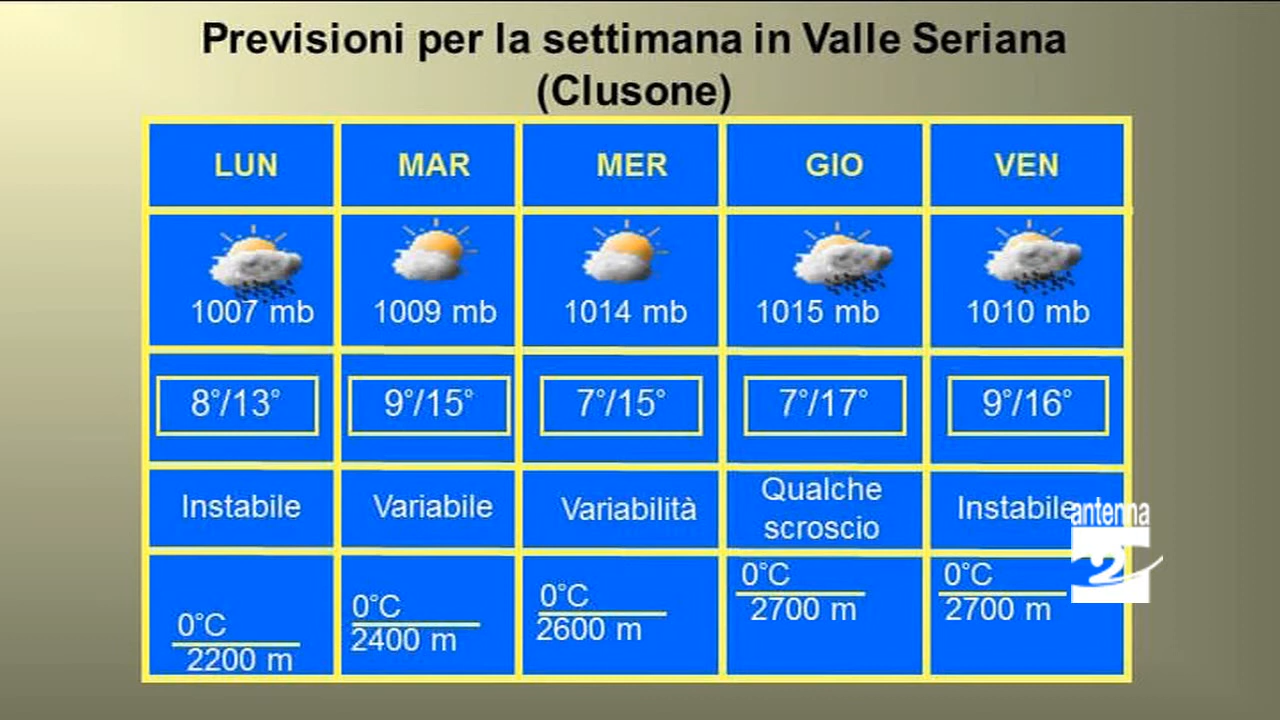 Previsioni per la settimana in Valle Seriana
(Clusone)
LUN MAR MER GIO VEN
1007 mb 1009 mb 1014 mb 1015 mb 1010 mb
8°/13° 9°/15° 7°/15° 7°/17° 9°/16°
Instabile Variabile Variabilità Qualche scroscio Instabile
antenna
2
0°C 0°C 0°C 0°C 0°C
2200 m 2400 m 2600 m 2700 m 2700 m